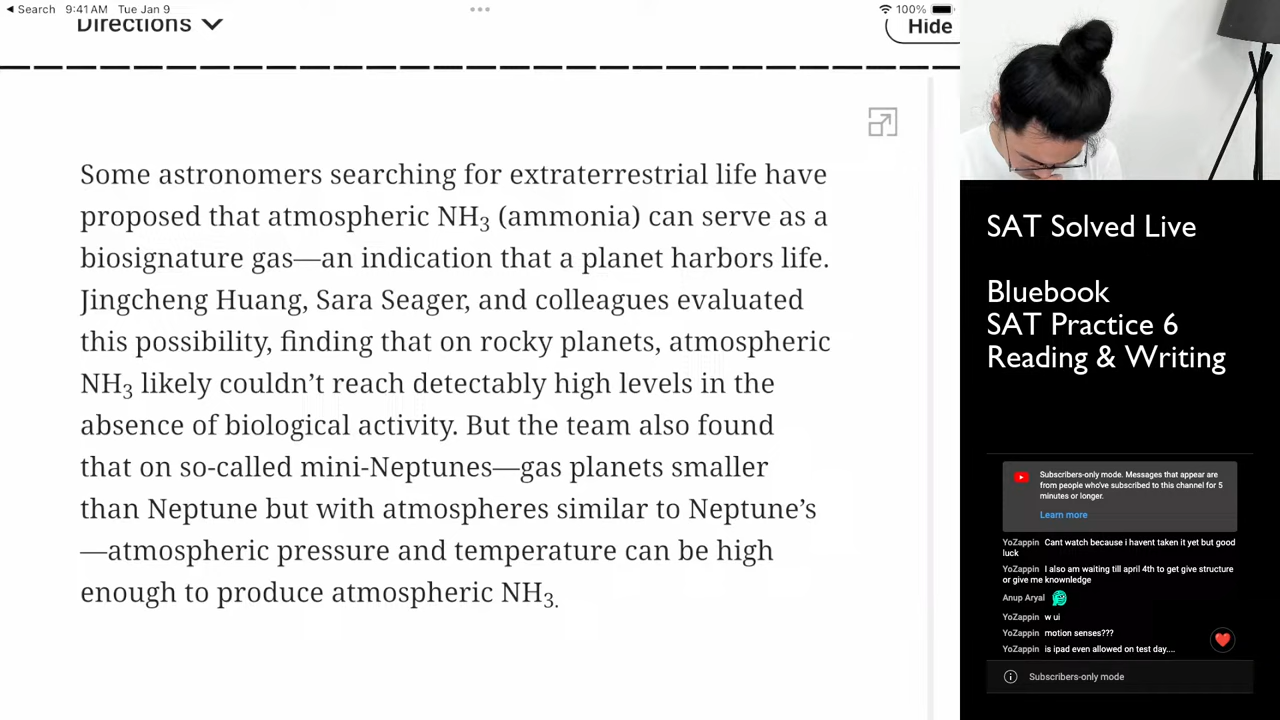 Search 9:41 AM Tue Jan 9
100%
Directions
Hide
Some astronomers searching for extraterrestrial life have
proposed that atmospheric NH₃ (ammonia) can serve as a
biosignature gas—an indication that a planet harbors life.
Jingcheng Huang, Sara Seager, and colleagues evaluated
this possibility, finding that on rocky planets, atmospheric
NH₃ likely couldn’t reach detectably high levels in the
absence of biological activity. But the team also found
that on so-called mini-Neptunes—gas planets smaller
than Neptune but with atmospheres similar to Neptune’s
—atmospheric pressure and temperature can be high
enough to produce atmospheric NH₃.
SAT Solved Live
Bluebook
SAT Practice 6
Reading & Writing
Subscribers-only mode. Messages that appear are
from people who've subscribed to this channel for 5
minutes or longer.
Learn more
YoZappin Cant watch because i havent taken it yet but good
luck
YoZappin I also am waiting till april 4th to get give structure
or give me knownledge
Anup Aryal
YoZappin w ui
YoZappin motion senses???
YoZappin is ipad even allowed on test day....
Subscribers-only mode